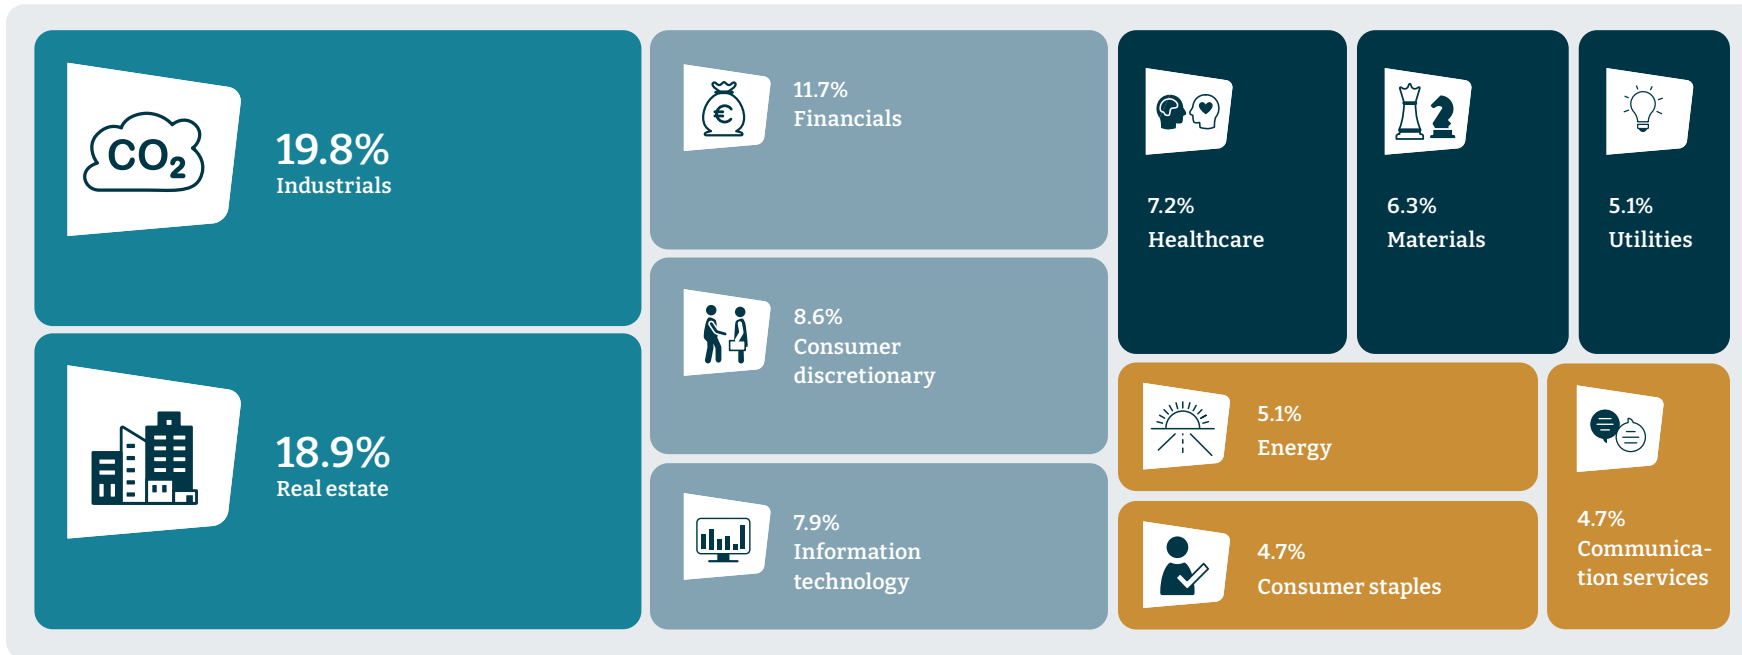 CO2
19.8%
Industrials
18.9%
Real estate
€
11.7%
Financials
8.6%
Consumer
discretionary
7.9%
Information
technology
7.2%
Healthcare
6.3%
Materials
5.1%
Utilities
5.1%
Energy
4.7%
Consumer staples
4.7%
Communica-
tion services